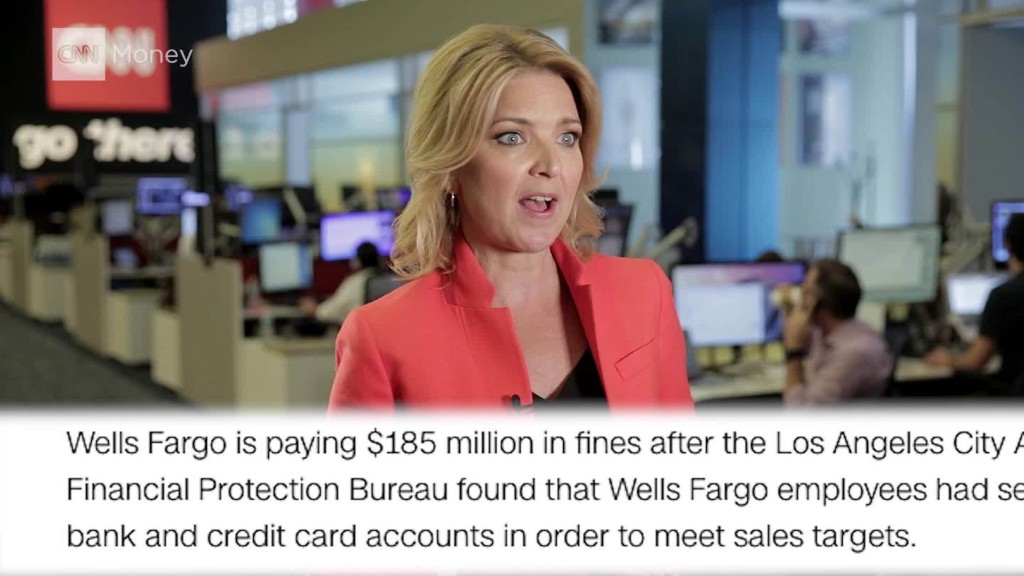 CNN Money
CNN
go there
Wells Fargo is paying $185 million in fines after the Los Angeles City A
Financial Protection Bureau found that Wells Fargo employees had se
bank and credit card accounts in order to meet sales targets.